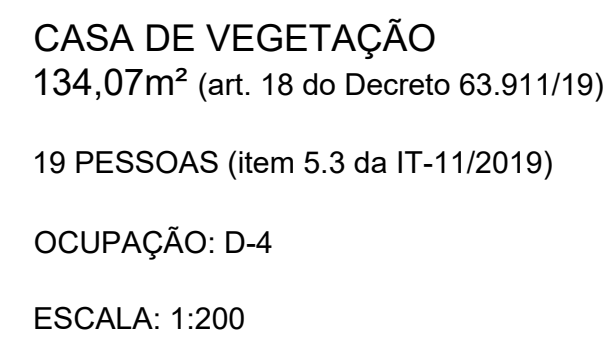 CASA DE VEGETAÇÃO
134,07m² (art. 18 do Decreto 63.911/19)
19 PESSOAS (item 5.3 da IT-11/2019)
OCUPAÇÃO: D-4
ESCALA: 1:200